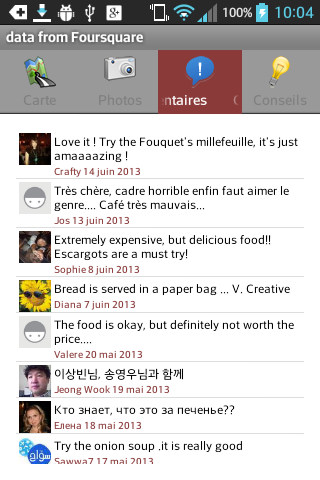 100% 10:04
data from Foursquare
Carte Photos ntaires Conseils
Love it ! Try the Fouquet's millefeuille, it's just
amaaaazing !
Crafty 14 juin 2013
Très chère, cadre horrible enfin faut aimer le
genre.... Café très mauvais...
Jos 13 juin 2013
Extremely expensive, but delicious food!!
Escargots are a must try!
Sophie 8 juin 2013
Bread is served in a paper bag ... V. Creative
Diana 7 juin 2013
The food is okay, but definitely not worth the
price....
Valere 20 mai 2013
이상빈님, 송영우님과 함께
Jeong Wook 19 mai 2013
Кто знает, что это за печенье??
Елена 18 mai 2013
Try the onion soup .it is really good
Sawwa7 17 mai 2013